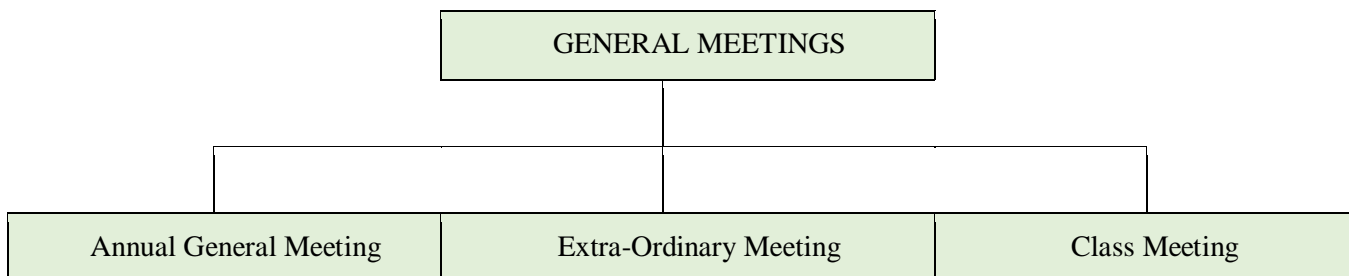 GENERAL MEETINGS
Annual General Meeting
Extra-Ordinary Meeting
Class Meeting